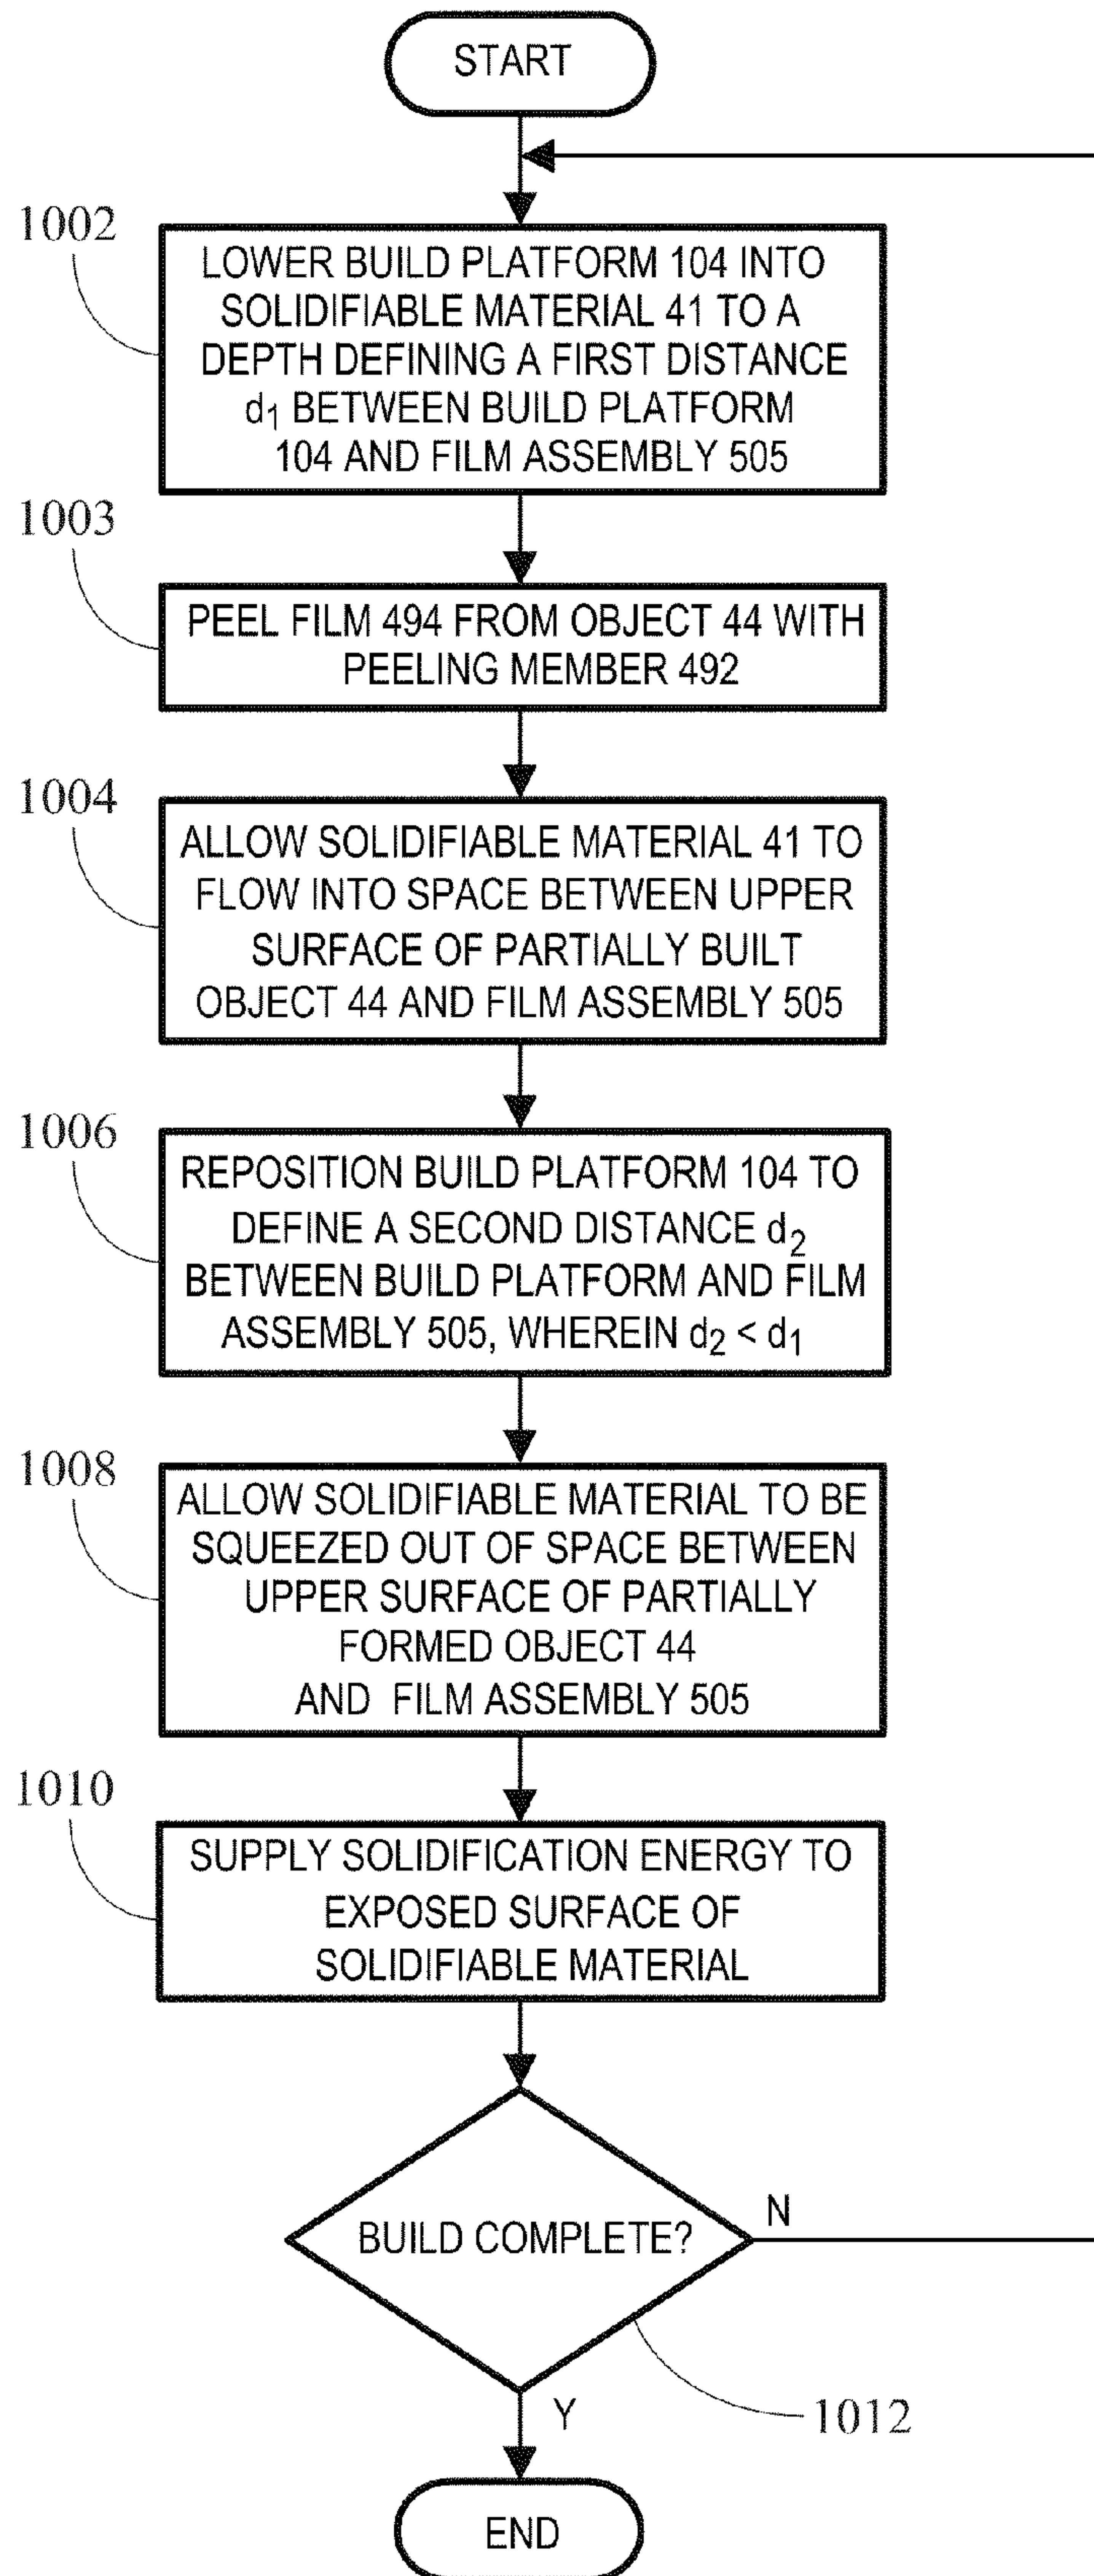 START
1002
LOWER BUILD PLATFORM 104 INTO
SOLIDIFIABLE MATERIAL 41 TO A
DEPTH DEFINING A FIRST DISTANCE
d1 BETWEEN BUILD PLATFORM
104 AND FILM ASSEMBLY 505
1003
PEEL FILM 494 FROM OBJECT 44 WITH
PEELING MEMBER 492
1004
ALLOW SOLIDIFIABLE MATERIAL 41 TO
FLOW INTO SPACE BETWEEN UPPER
SURFACE OF PARTIALLY BUILT
OBJECT 44 AND FILM ASSEMBLY 505
1006
REPOSITION BUILD PLATFORM 104 TO
DEFINE A SECOND DISTANCE d2
BETWEEN BUILD PLATFORM AND FILM
ASSEMBLY 505, WHEREIN d2 < d1
1008
ALLOW SOLIDIFIABLE MATERIAL TO BE
SQUEEZED OUT OF SPACE BETWEEN
UPPER SURFACE OF PARTIALLY
FORMED OBJECT 44
AND FILM ASSEMBLY 505
1010
SUPPLY SOLIDIFICATION ENERGY TO
EXPOSED SURFACE OF
SOLIDIFIABLE MATERIAL
BUILD COMPLETE?
N
Y
1012
END